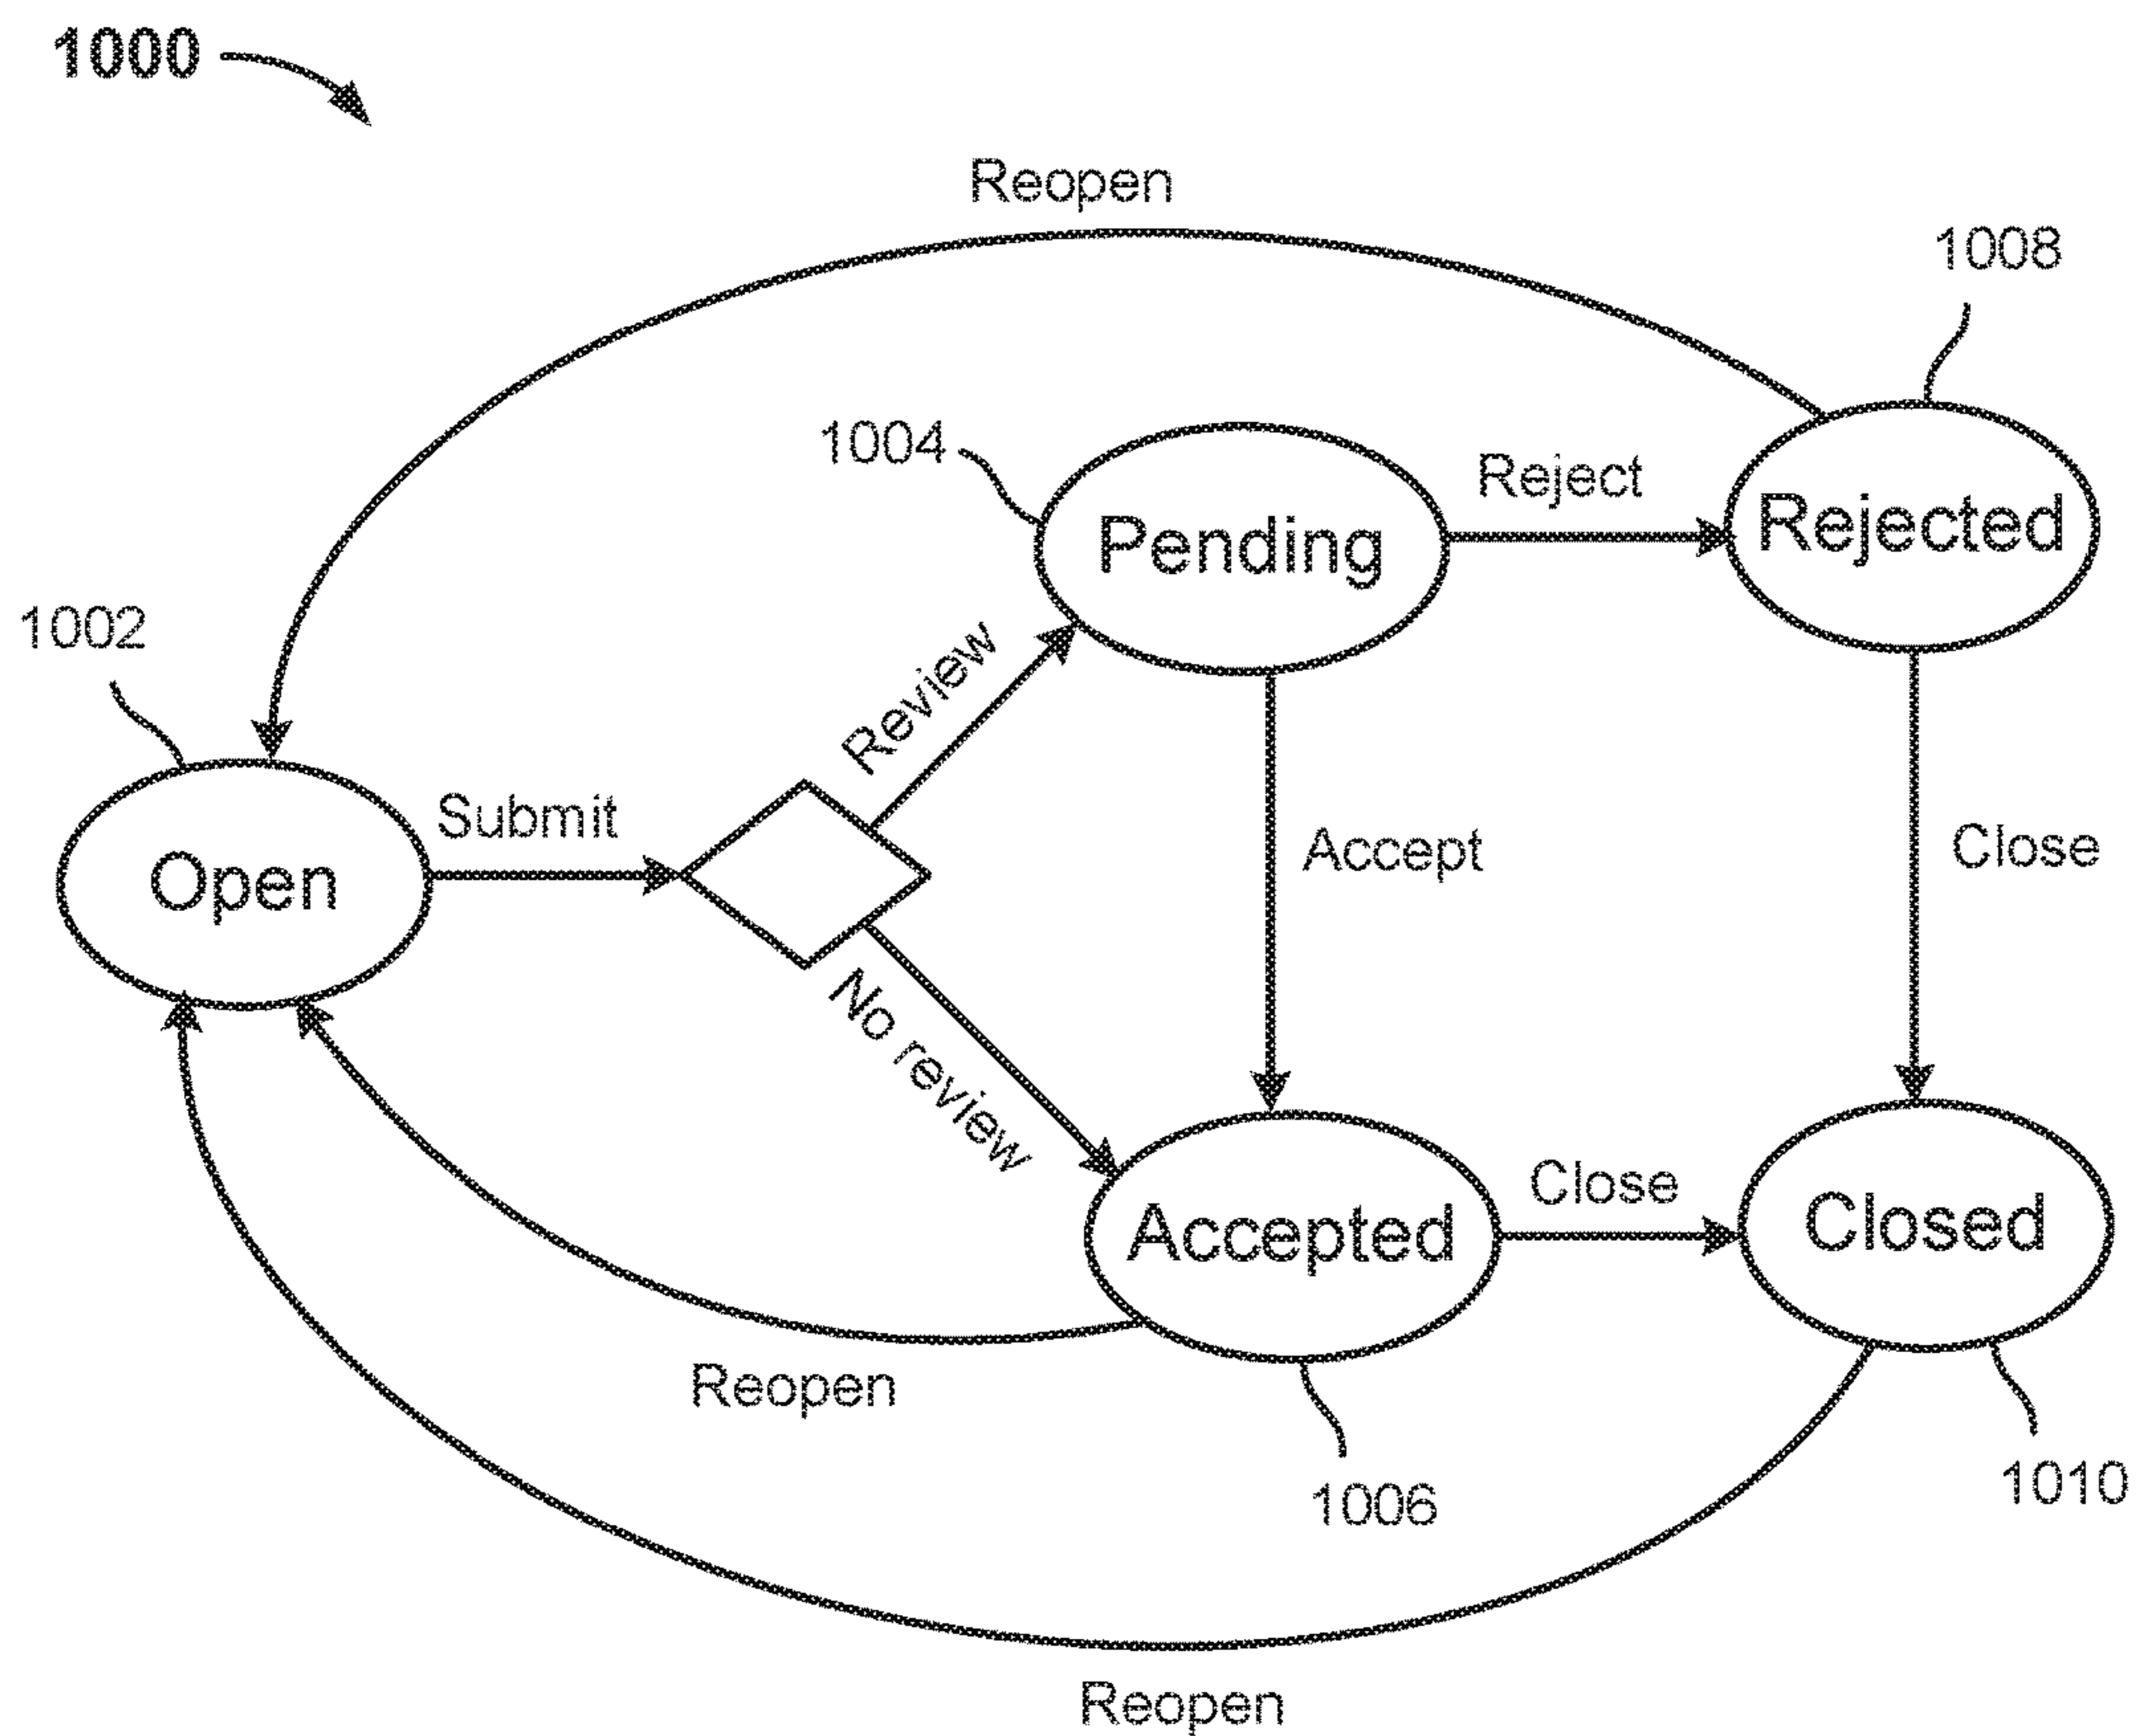 1000
Reopen
1008
1004
Reject
Pending
Rejected
1002
Review
Submit
Open
Accept
Close
No review
Close
Accepted
Closed
Reopen
1006
1010
Reopen